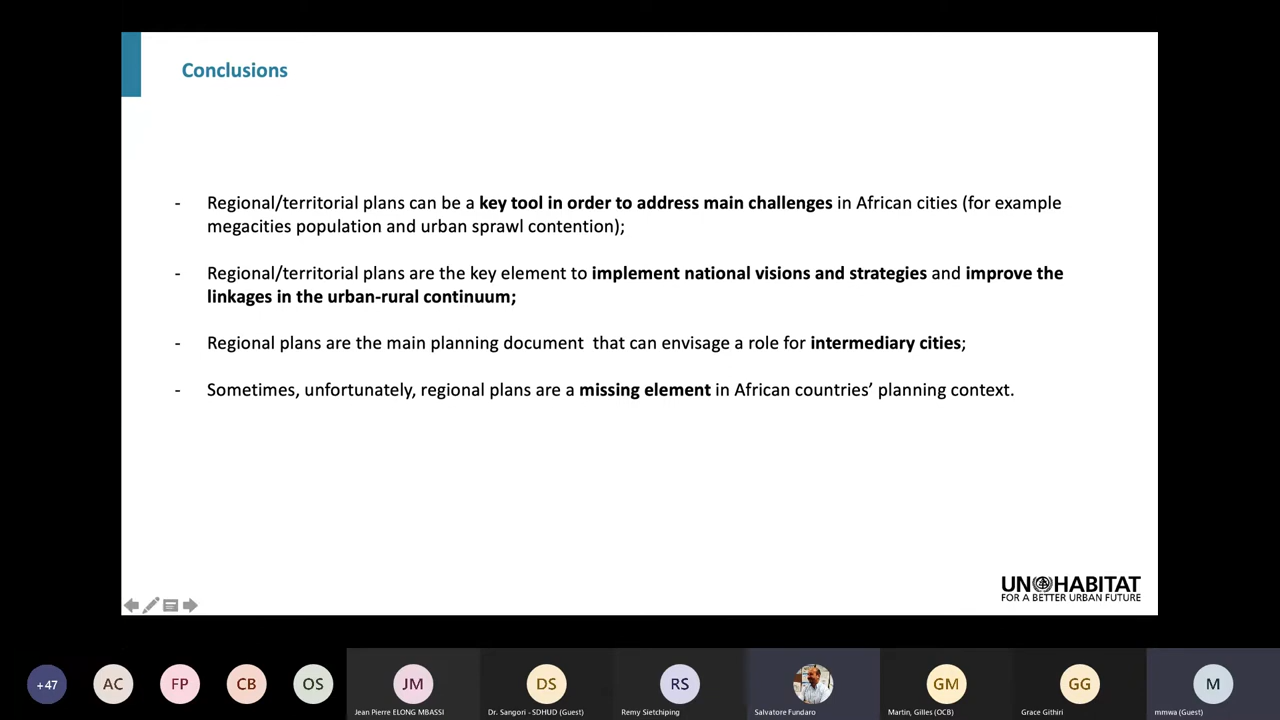 Conclusions
- Regional/territorial plans can be a key tool in order to address main challenges in African cities (for example
megacities population and urban sprawl contention);
- Regional/territorial plans are the key element to implement national visions and strategies and improve the
linkages in the urban-rural continuum;
- Regional plans are the main planning document that can envisage a role for intermediary cities;
- Sometimes, unfortunately, regional plans are a missing element in African countries’ planning context.
UN HABITAT
FOR A BETTER URBAN FUTURE
+47 AC FP CB OS JM DS RS GM GG M
Jean Pierre ELONG MBASSI Dr. Sangori - SDHUD (Guest) Remy Sietchiping Salvatore Fundaro Martin, Gilles (OCB) Grace Githiri mmwa (Guest)